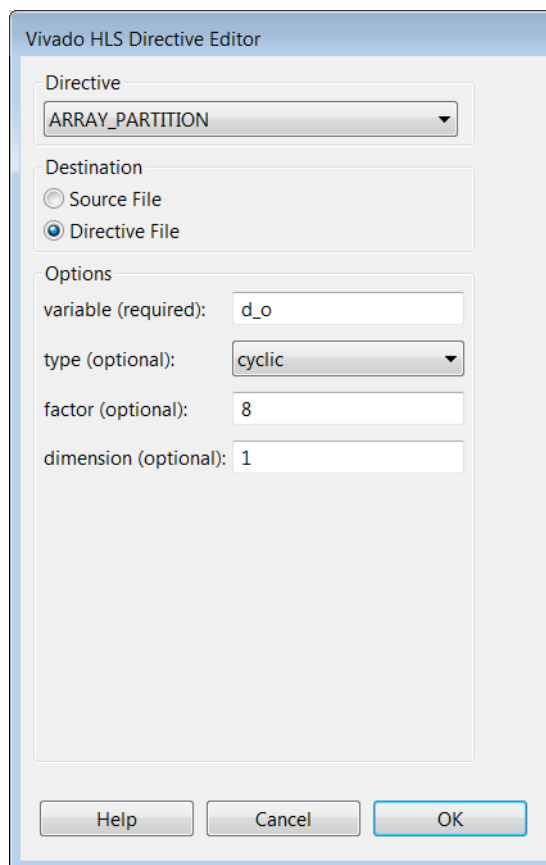 Vivado HLS Directive Editor
Directive
ARRAY_PARTITION
Destination
Source File
Directive File
Options
variable (required): d_o
type (optional): cyclic
factor (optional): 8
dimension (optional): 1
Help Cancel OK